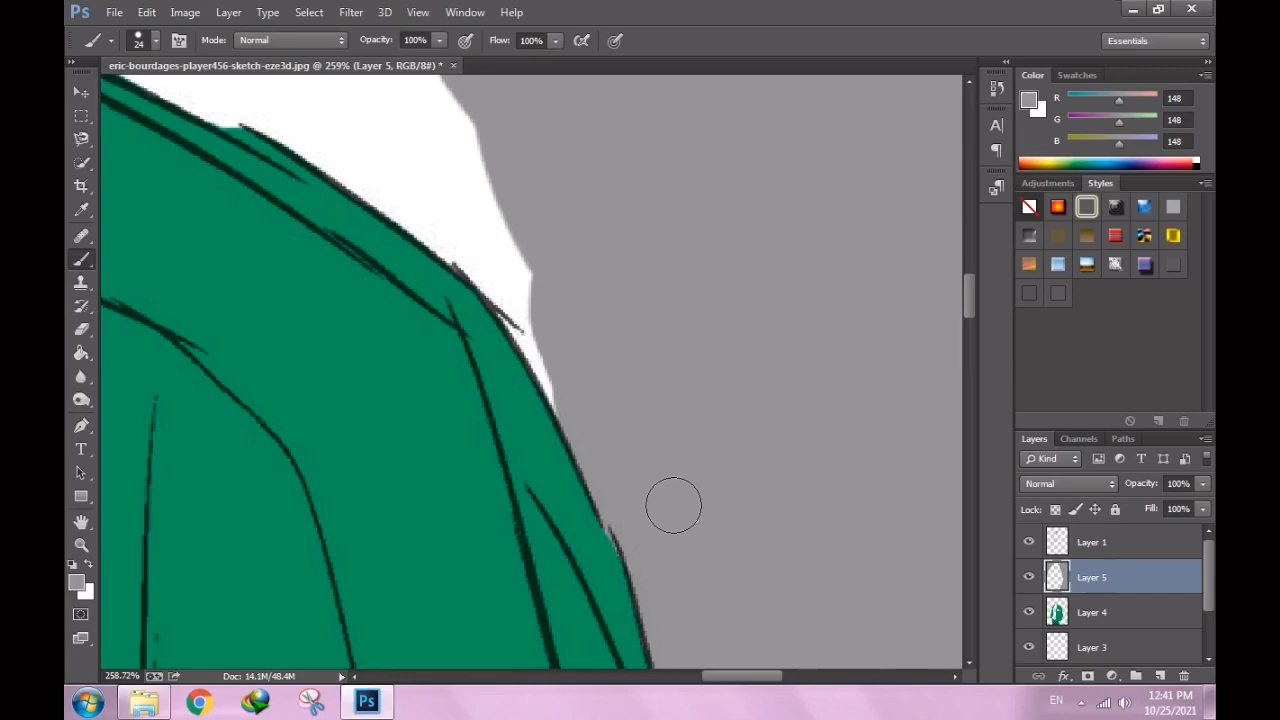 Ps File Edit Image Layer Type Select Filter 3D View Window Help
24 Mode: Normal Opacity: 100% Flow: 100% Essentials
eric-bourdages-player456-sketch-eze3d.jpg @ 259% (Layer 5, RGB/8#) * ×
Color Swatches
R 148
G 148
B 148
A
Adjustments Styles
T
Layers Channels Paths
Kind T
Normal Opacity: 100%
Lock: Fill: 100%
Layer 1
Layer 5
Layer 4
Layer 3
fx
258.72% Doc: 14.1M/48.4M
Ps EN 12:41 PM
10/25/2021